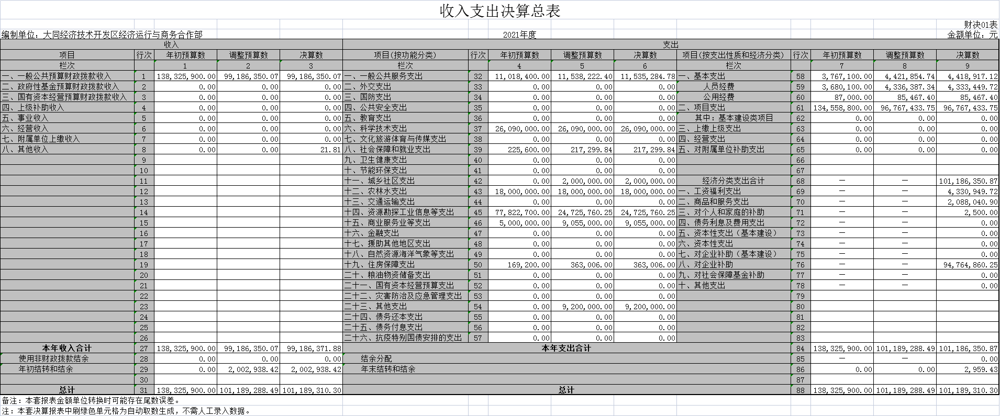 收入支出决算总表
财决01表
编制单位：大同经济技术开发区经济运行与商务合作部 2021年度 金额单位：元
收入 支出
项目 行次 年初预算数 调整预算数 决算数 项目(按功能分类) 行次 年初预算数 调整预算数 决算数 项目(按支出性质和经济分类) 行次 年初预算数 调整预算数 决算数
栏次 1 2 3 栏次 4 5 6 栏次 7 8 9
一、一般公共预算财政拨款收入 1 138,325,900.00 99,186,350.07 99,186,350.07 一、一般公共服务支出 32 11,018,400.00 11,538,222.40 11,535,284.78 一、基本支出 58 3,767,100.00 4,421,854.74 4,418,917.12
二、政府性基金预算财政拨款收入 2 0.00 0.00 0.00 二、外交支出 33 0.00 0.00 0.00 人员经费 59 3,680,100.00 4,336,387.34 4,333,449.72
三、国有资本经营预算财政拨款收入 3 0.00 0.00 0.00 三、国防支出 34 0.00 0.00 0.00 公用经费 60 87,000.00 85,467.40 85,467.40
四、上级补助收入 4 0.00 0.00 0.00 四、公共安全支出 35 0.00 0.00 0.00 二、项目支出 61 134,558,800.00 96,767,433.75 96,767,433.75
五、事业收入 5 0.00 0.00 0.00 五、教育支出 36 0.00 0.00 0.00 其中：基本建设类项目 62 0.00 0.00 0.00
六、经营收入 6 0.00 0.00 0.00 六、科学技术支出 37 26,090,000.00 26,090,000.00 26,090,000.00 三、上缴上级支出 63 0.00 0.00 0.00
七、附属单位上缴收入 7 0.00 0.00 0.00 七、文化旅游体育与传媒支出 38 0.00 0.00 0.00 四、经营支出 64 0.00 0.00 0.00
八、其他收入 8 0.00 0.00 21.81 八、社会保障和就业支出 39 225,600.00 217,299.84 217,299.84 五、对附属单位补助支出 65 0.00 0.00 0.00
9 九、卫生健康支出 40 0.00 0.00 0.00 66
10 十、节能环保支出 41 0.00 0.00 0.00 67
11 十一、城乡社区支出 42 0.00 2,000,000.00 2,000,000.00 经济分类支出合计 68 — — 101,186,350.87
12 十二、农林水支出 43 18,000,000.00 18,000,000.00 18,000,000.00 一、工资福利支出 69 — — 4,330,949.72
13 十三、交通运输支出 44 0.00 0.00 0.00 二、商品和服务支出 70 — — 2,088,040.90
14 十四、资源勘探工业信息等支出 45 77,822,700.00 24,725,760.25 24,725,760.25 三、对个人和家庭的补助 71 — — 2,500.00
15 十五、商业服务业等支出 46 5,000,000.00 9,055,000.00 9,055,000.00 四、债务利息及费用支出 72 — — 0.00
16 十六、金融支出 47 0.00 0.00 0.00 五、资本性支出（基本建设） 73 — — 0.00
17 十七、援助其他地区支出 48 0.00 0.00 0.00 六、资本性支出 74 — — 0.00
18 十八、自然资源海洋气象等支出 49 0.00 0.00 0.00 七、对企业补助（基本建设） 75 — — 0.00
19 十九、住房保障支出 50 169,200.00 363,006.00 363,006.00 八、对企业补助 76 — — 94,764,860.25
20 二十、粮油物资储备支出 51 0.00 0.00 0.00 九、对社会保障基金补助 77 — — 0.00
21 二十一、国有资本经营预算支出 52 0.00 0.00 0.00 十、其他支出 78 — — 0.00
22 二十二、灾害防治及应急管理支出 53 0.00 0.00 0.00 79
23 二十三、其他支出 54 0.00 9,200,000.00 9,200,000.00 80
24 二十四、债务还本支出 55 0.00 0.00 0.00 81
25 二十五、债务付息支出 56 0.00 0.00 0.00 82
26 二十六、抗疫特别国债安排的支出 57 0.00 0.00 0.00 83
本年收入合计 27 138,325,900.00 99,186,350.07 99,186,371.88 本年支出合计 84 138,325,900.00 101,189,288.49 101,186,350.87
使用非财政拨款结余 28 0.00 0.00 0.00 结余分配 85 — — 0.00
年初结转和结余 29 0.00 2,002,938.42 2,002,938.42 年末结转和结余 86 0.00 0.00 2,959.43
30 87
总计 31 138,325,900.00 101,189,288.49 101,189,310.30 总计 88 138,325,900.00 101,189,288.49 101,189,310.30
备注：本套报表金额单位转换时可能存在尾数误差。
注：本套决算报表中刷绿色单元格为自动取数生成，不需人工录入数据。